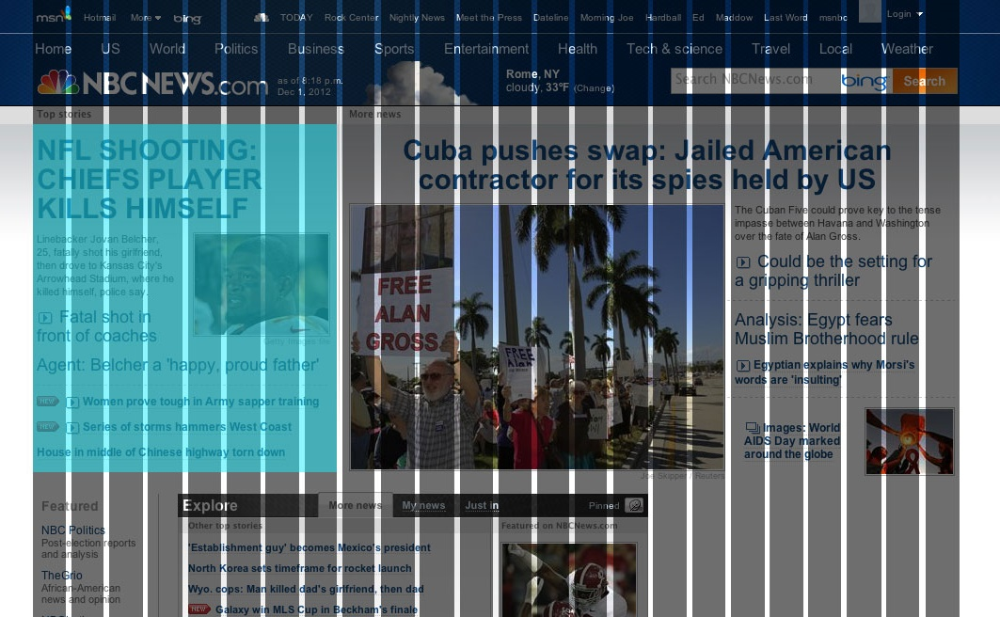 msn
Hotmail More bing TODAY Rock Center Nightly News Meet the Press Dateline Morning Joe Hardball Ed Maddow Last Word msnbc Login
Home US World Politics Business Sports Entertainment Health Tech & science Travel Local Weather
NBCNEWS.com
as of 8:18 p.m.
Dec 1, 2012
Rome, NY
cloudy, 33°F (Change)
Search NBCNews.com bing Search
Top stories
NFL SHOOTING:
CHIEFS PLAYER
KILLS HIMSELF
Linebacker Jovan Belcher,
25, fatally shot his girlfriend,
then drove to Kansas City's
Arrowhead Stadium, where he
killed himself, police say.
Getty Images file
Fatal shot in
front of coaches
Agent: Belcher a 'happy, proud father'
NEW Women prove tough in Army sapper training
NEW Series of storms hammers West Coast
House in middle of Chinese highway torn down
More news
Cuba pushes swap: Jailed American
contractor for its spies held by US
FREE
ALAN
GROSS
FREE
Joe Skipper / Reuters
The Cuban Five could prove key to the tense
impasse between Havana and Washington
over the fate of Alan Gross.
Could be the setting for
a gripping thriller
Analysis: Egypt fears
Muslim Brotherhood rule
Egyptian explains why Morsi's
words are 'insulting'
Images: World
AIDS Day marked
around the globe
Featured
NBC Politics
Post-election reports
and analysis
TheGrio
African-American
news and opinion
Explore More news My news Just in Pinned
Other top stories
'Establishment guy' becomes Mexico's president
North Korea sets timeframe for rocket launch
Wyo. cops: Man killed dad's girlfriend, then dad
NEW Galaxy win MLS Cup in Beckham's finale
Featured on NBCNews.com